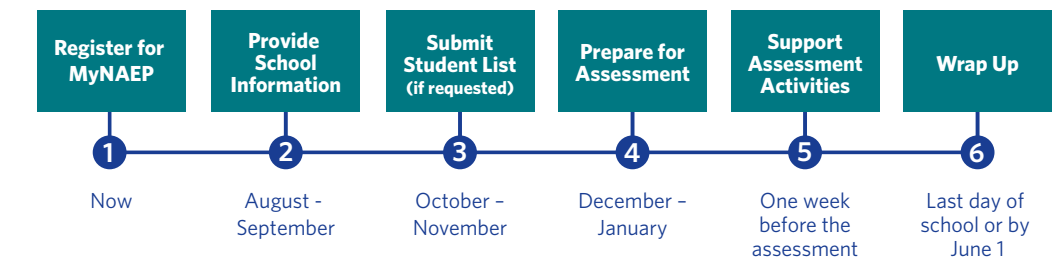 Register for
MyNAEP
Provide
School
Information
Submit
Student List
(if requested)
Prepare for
Assessment
Support
Assessment
Activities
Wrap Up
1
2
3
4
5
6
Now
August -
September
October –
November
December –
January
One week
before the
assessment
Last day of
school or by
June 1